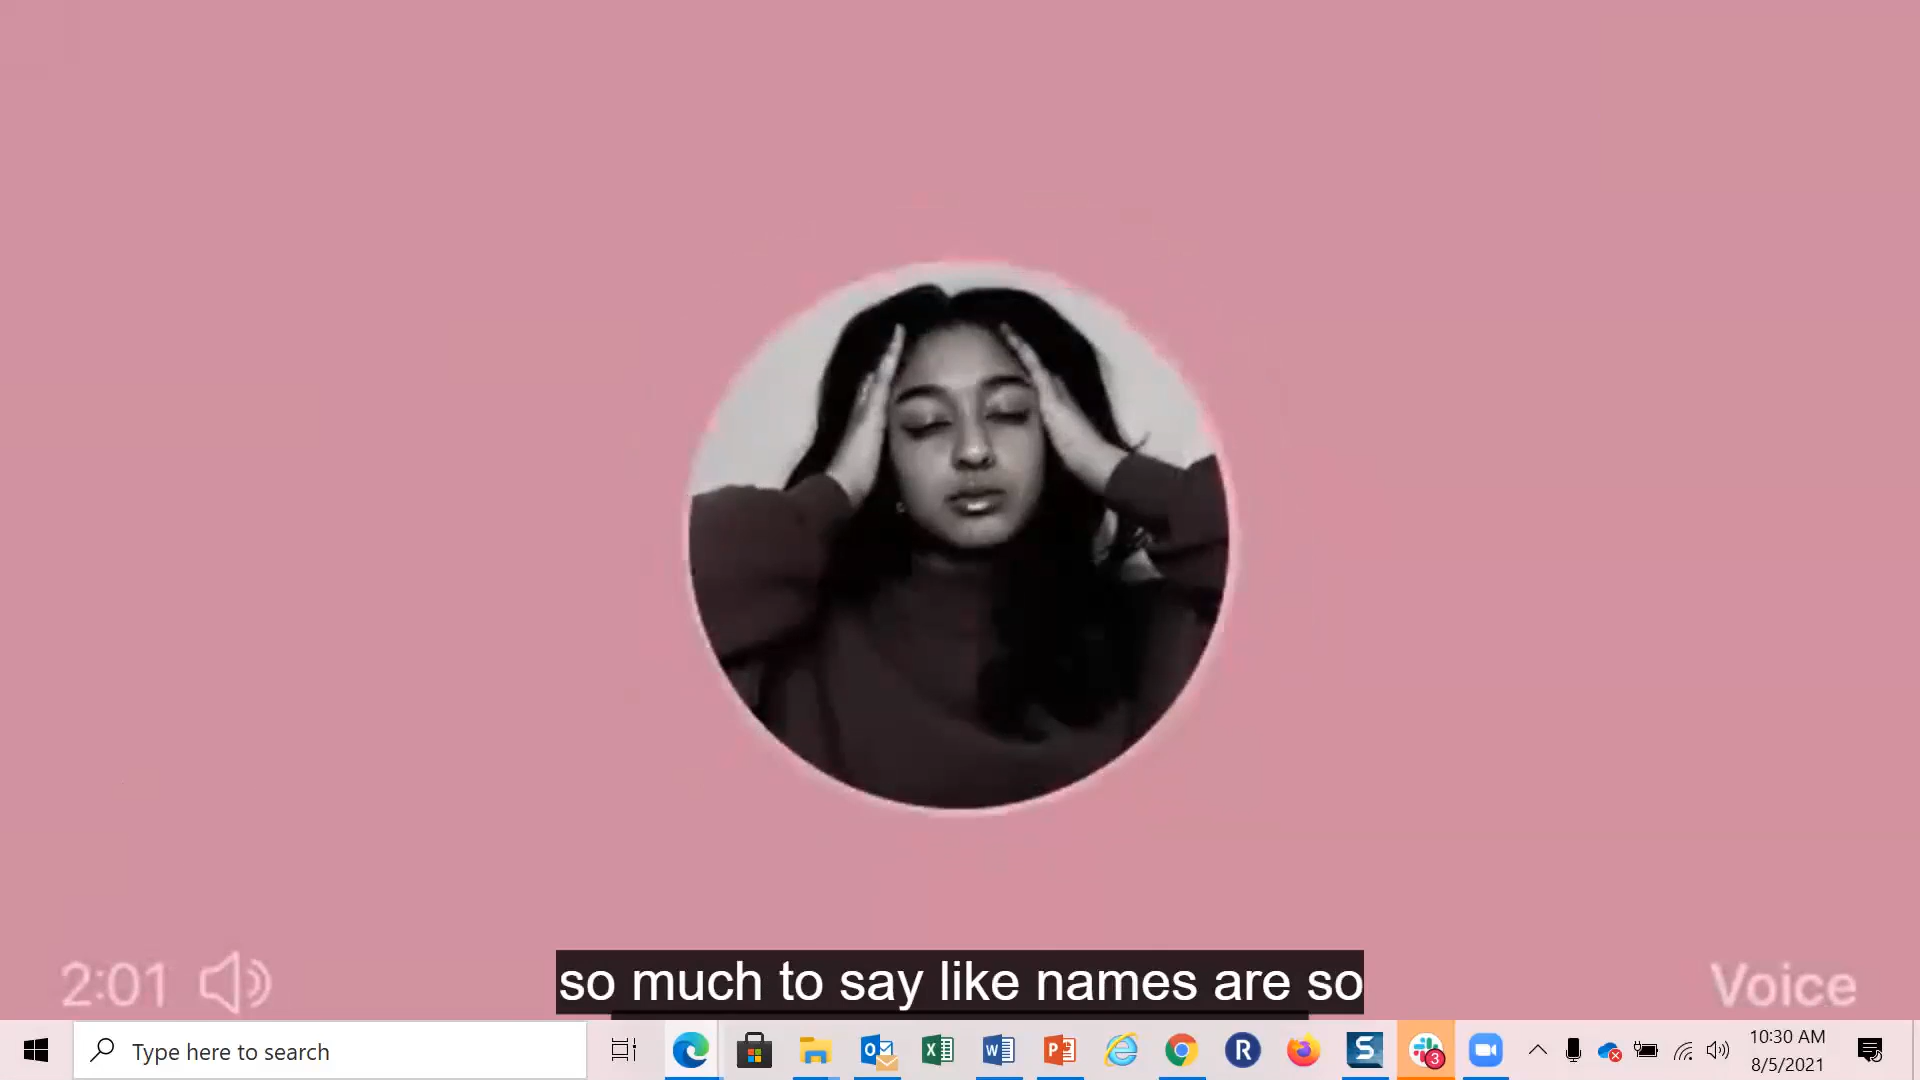 2:01
so much to say like names are so
Voice
Type here to search
3
10:30 AM
8/5/2021